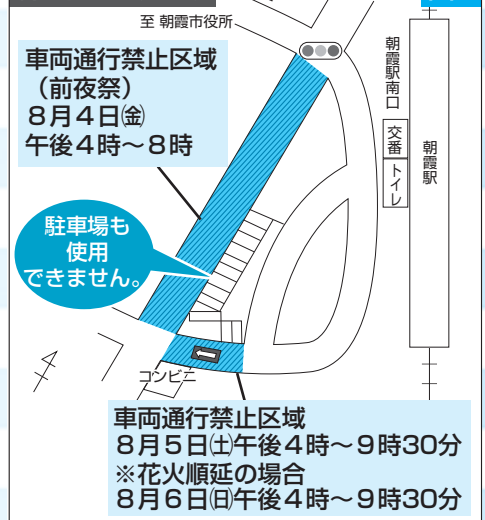 至 朝霞市役所
車両通行禁止区域
（前夜祭）
８月４日㈮
午後４時～８時
朝霞駅南口
交番
トイレ
朝霞駅
駐車場も
使用
できません。
コンビニ
車両通行禁止区域
８月５日㈯午後４時～９時30分
※花火順延の場合
８月６日㈰午後４時～９時30分